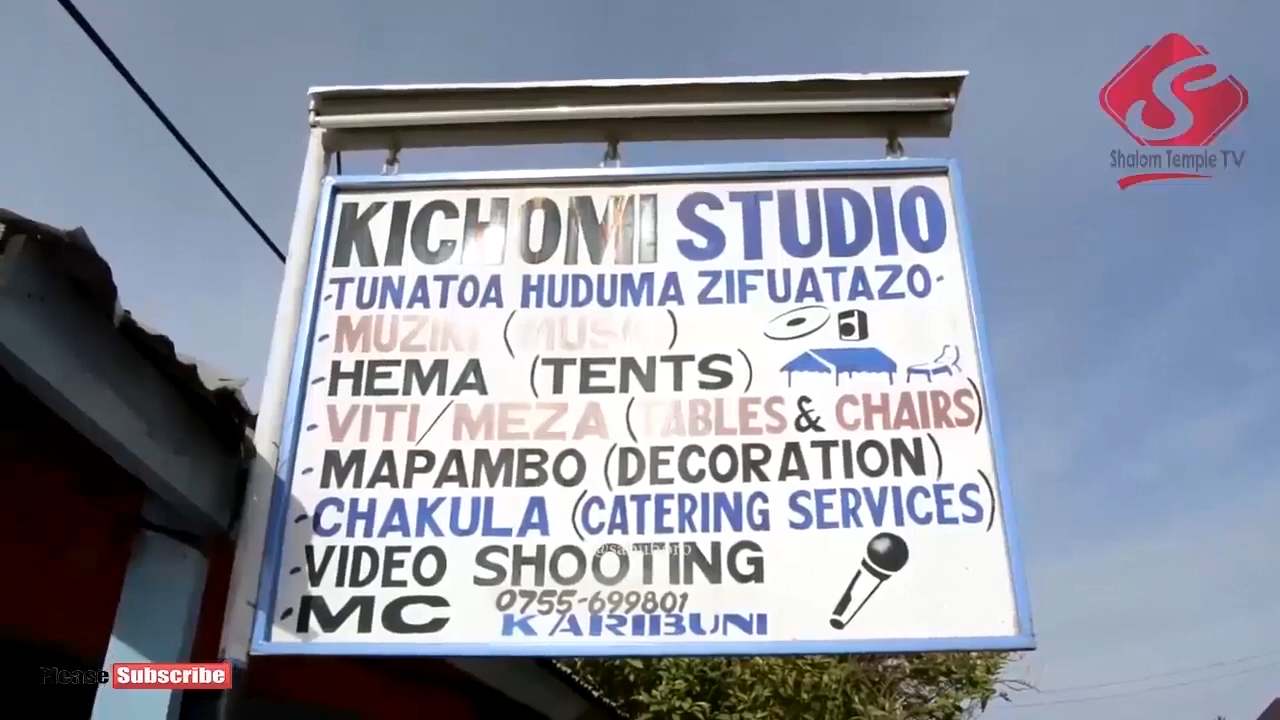 Shalom Temple TV
KICHOMI STUDIO
-TUNATOA HUDUMA ZIFUATAZO-
-MUZIKI (MUSIC)
-HEMA (TENTS)
-VITI/MEZA (TABLES & CHAIRS)
-MAPAMBO (DECORATION)
-CHAKULA (CATERING SERVICES)
-VIDEO SHOOTING
-MC 0755-699801
KARIBUNI
Please Subscribe